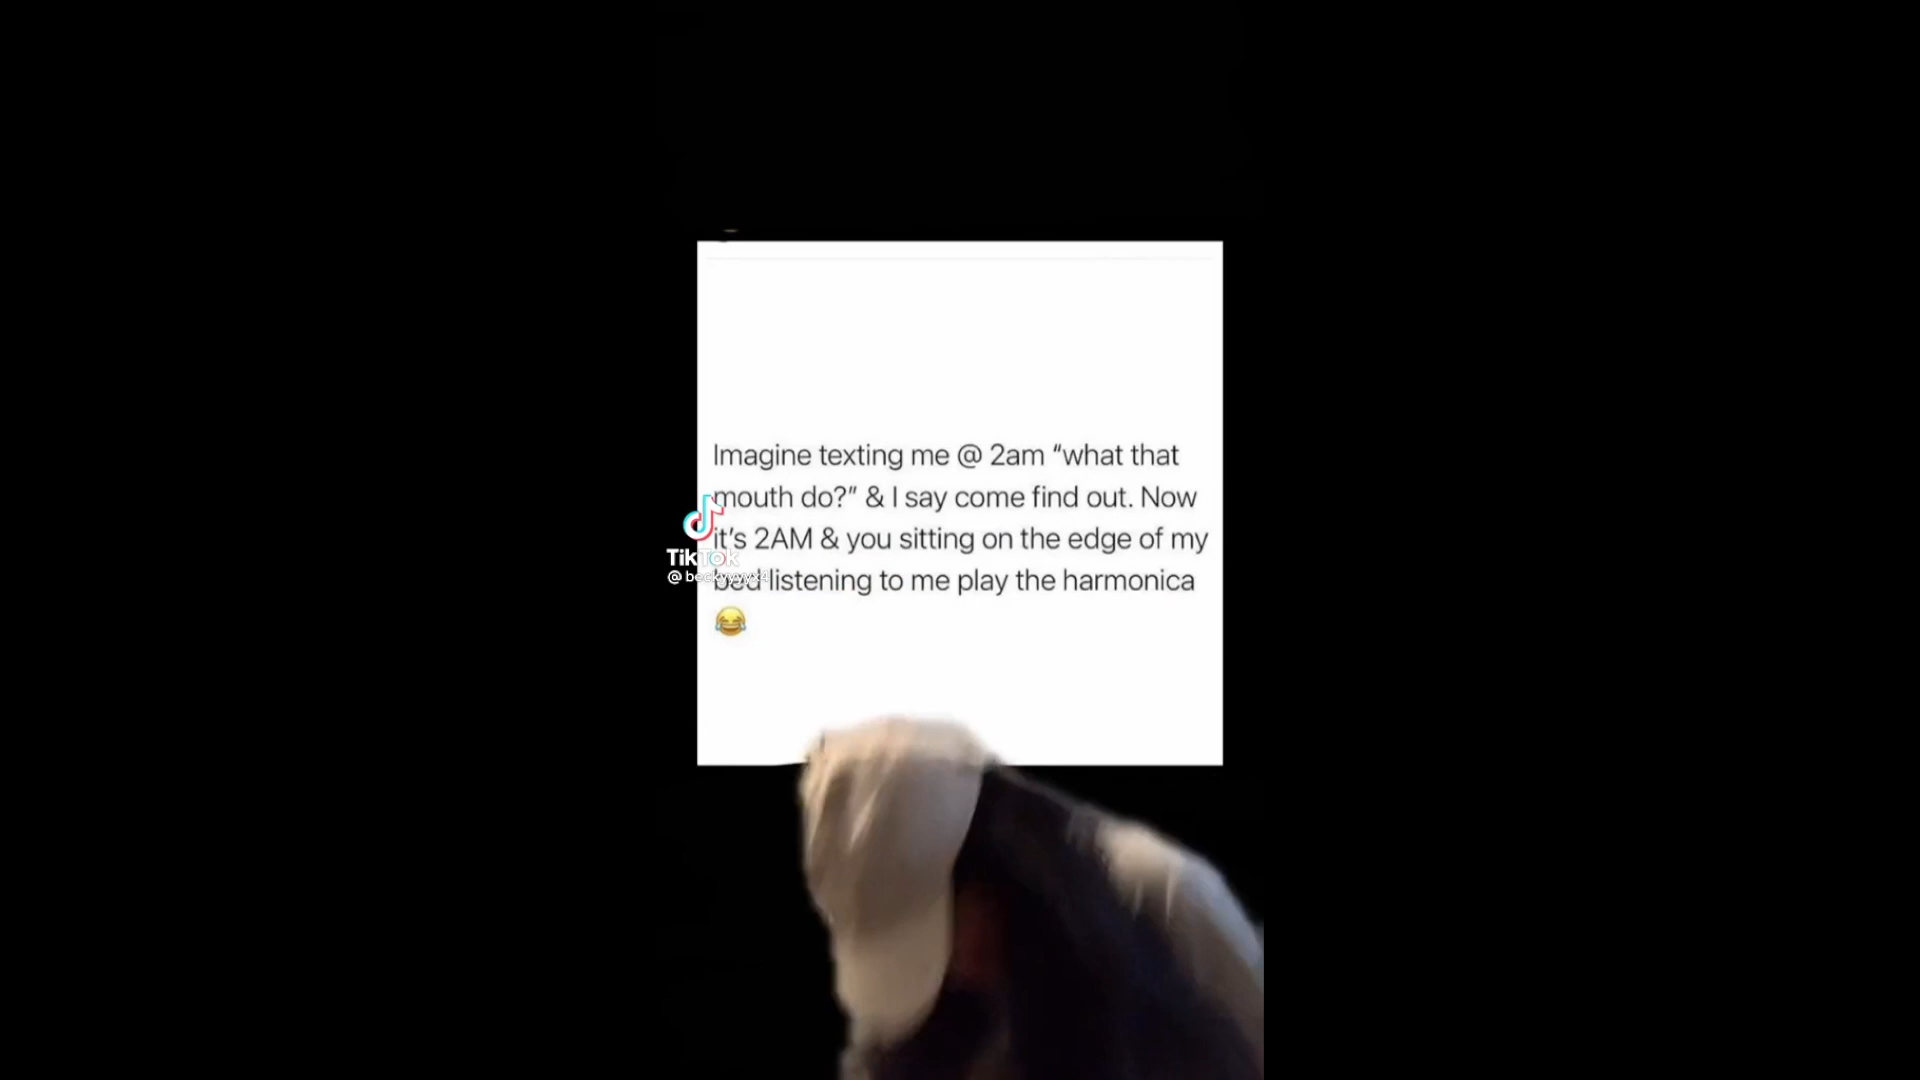 Imagine texting me @ 2am “what that
mouth do?” & I say come find out. Now
it’s 2AM & you sitting on the edge of my
bed listening to me play the harmonica
😂
TikTok